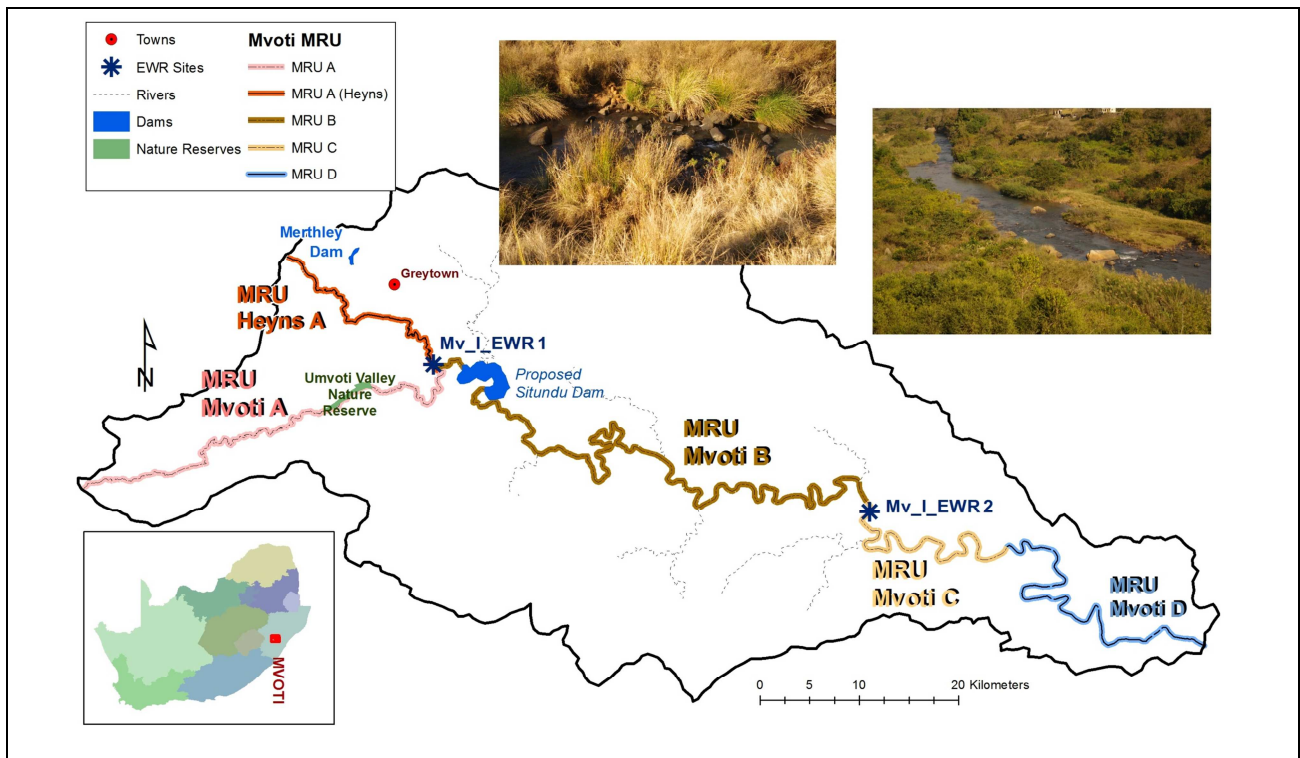 Towns
EWR Sites
Rivers
Dams
Nature Reserves
Mvoti MRU
MRU A
MRU A (Heyns)
MRU B
MRU C
MRU D
Merthley
Dam
Greytown
MRU
Heyns A
Mv_I_EWR 1
N
MRU
Mvoti A
Umvoti Valley
Nature
Reserve
Proposed
Situndu Dam
MRU
Mvoti B
Mv_I_EWR 2
MRU
Mvoti C
MRU
Mvoti D
MVOTI
0 5 10 20 Kilometers